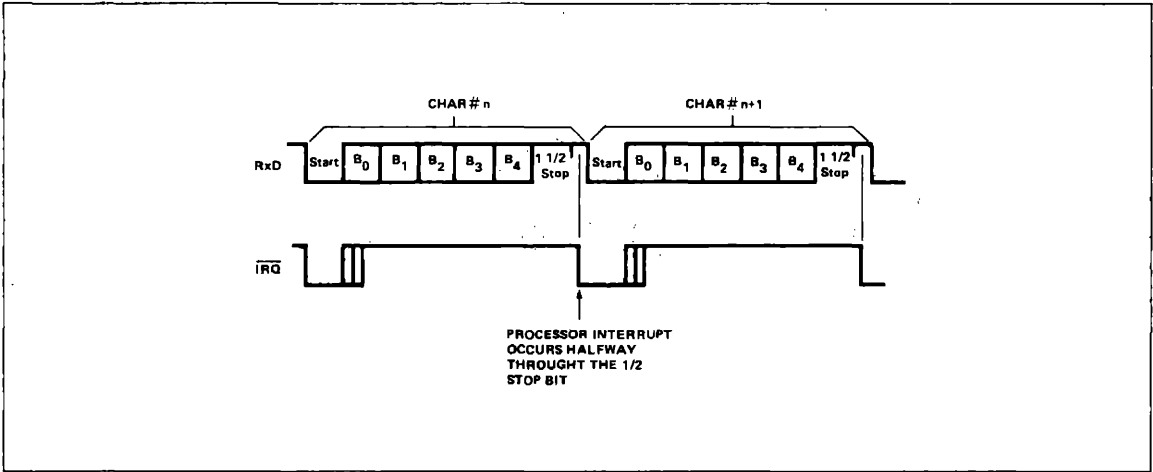 CHAR # n CHAR # n+1
RxD Start B0 B1 B2 B3 B4 1 1/2 Stop Start B0 B1 B2 B3 B4 1 1/2 Stop
IRQ
PROCESSOR INTERRUPT
OCCURS HALFWAY
THROUGHT THE 1/2
STOP BIT